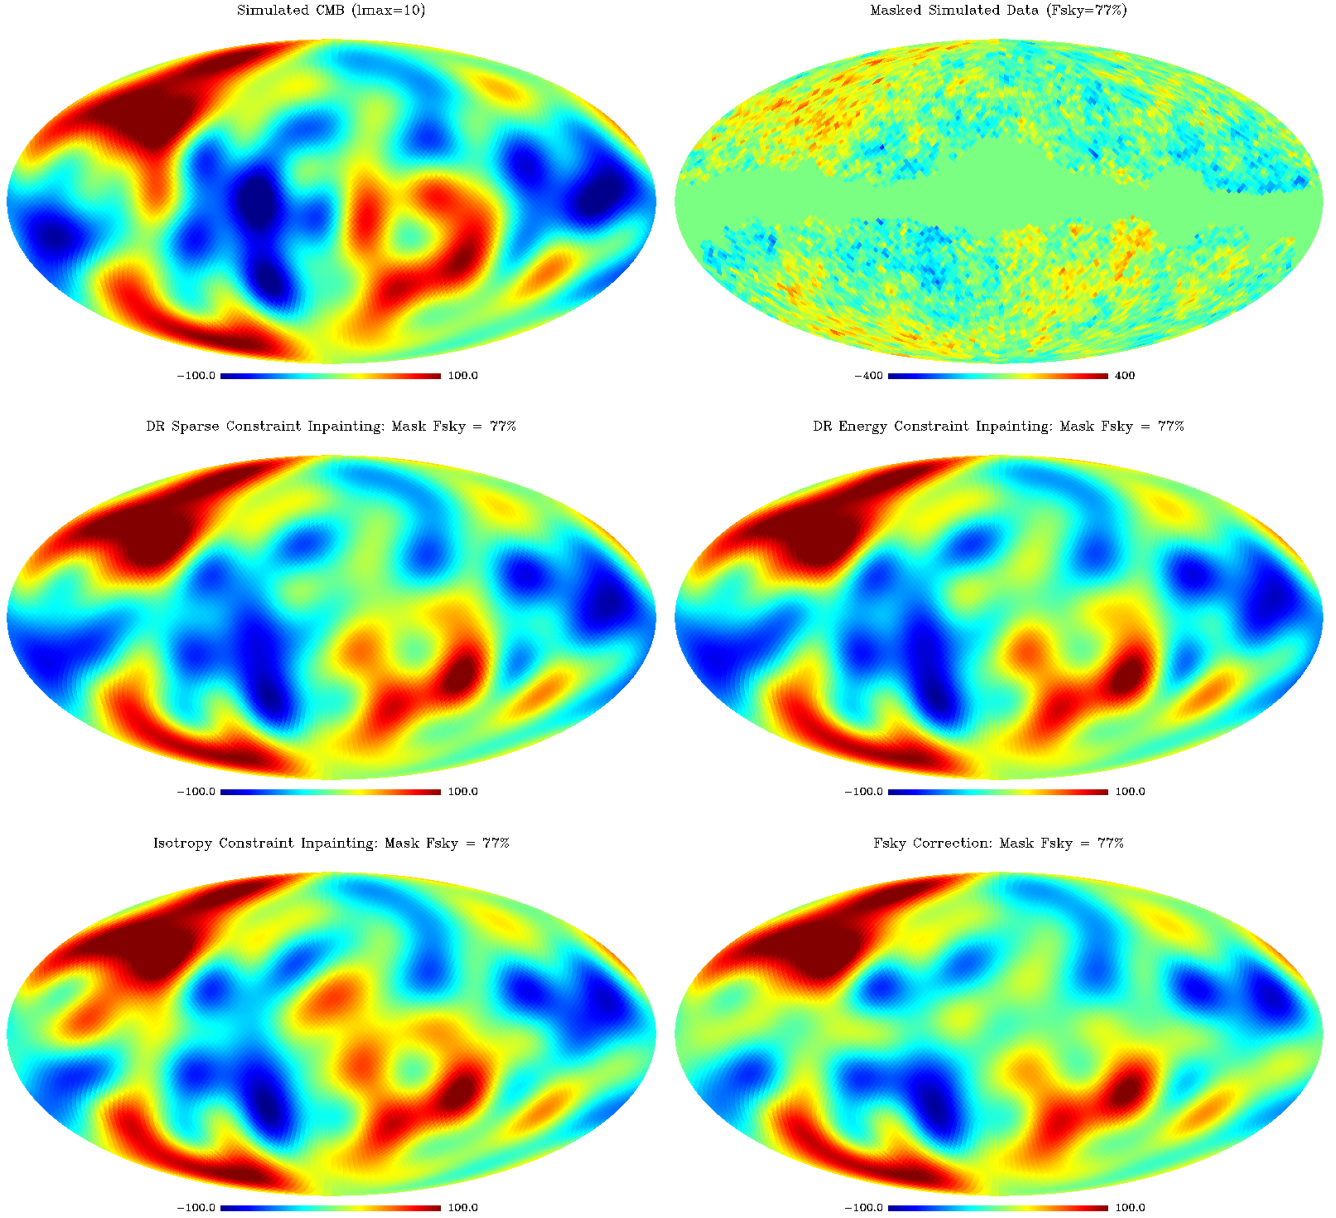 Simulated CMB (lmax=10)
Masked Simulated Data (Fsky=77%)
-100.0 100.0
-400 400
DR Sparse Constraint Inpainting: Mask Fsky = 77%
DR Energy Constraint Inpainting: Mask Fsky = 77%
-100.0 100.0
-100.0 100.0
Isotropy Constraint Inpainting: Mask Fsky = 77%
Fsky Correction: Mask Fsky = 77%
-100.0 100.0
-100.0 100.0